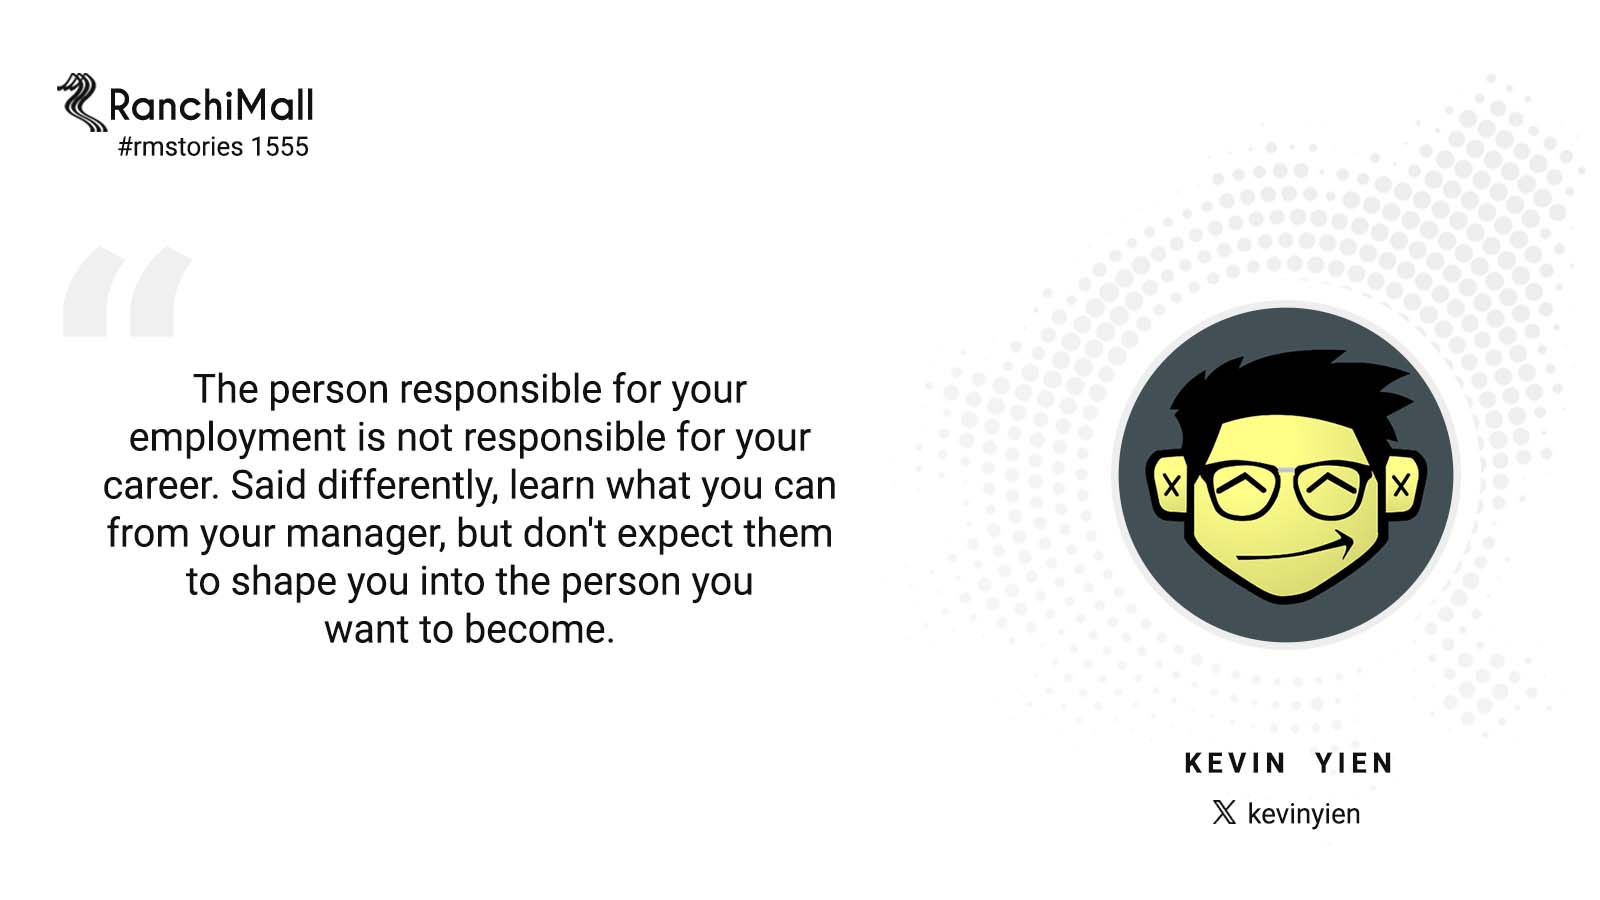 RanchiMall
#rmstories 1555
“
The person responsible for your
employment is not responsible for your
career. Said differently, learn what you can
from your manager, but don't expect them
to shape you into the person you
want to become.
KEVIN YIEN
X kevinyien